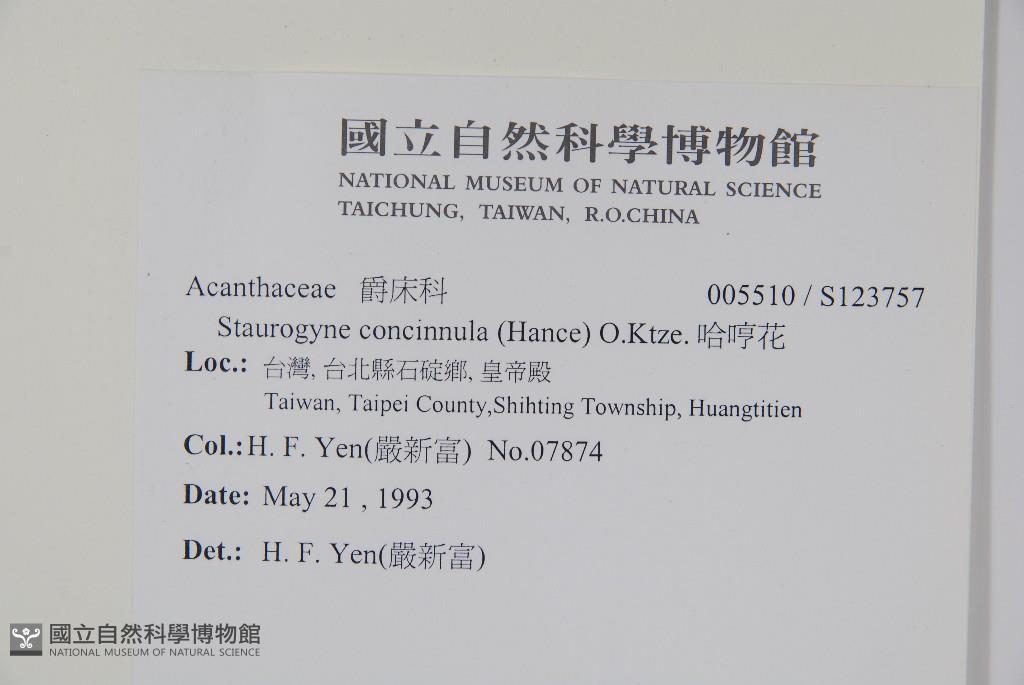 國立自然科學博物館
NATIONAL MUSEUM OF NATURAL SCIENCE
TAICHUNG, TAIWAN, R.O.CHINA
Acanthaceae 爵床科 005510 / S123757
Staurogyne concinnula (Hance) O.Ktze. 哈哼花
Loc.: 台灣, 台北縣石碇鄉, 皇帝殿
Taiwan, Taipei County,Shihting Township, Huangtitien
Col.: H. F. Yen(嚴新富) No.07874
Date: May 21 , 1993
Det.: H. F. Yen(嚴新富)
國立自然科學博物館
NATIONAL MUSEUM OF NATURAL SCIENCE